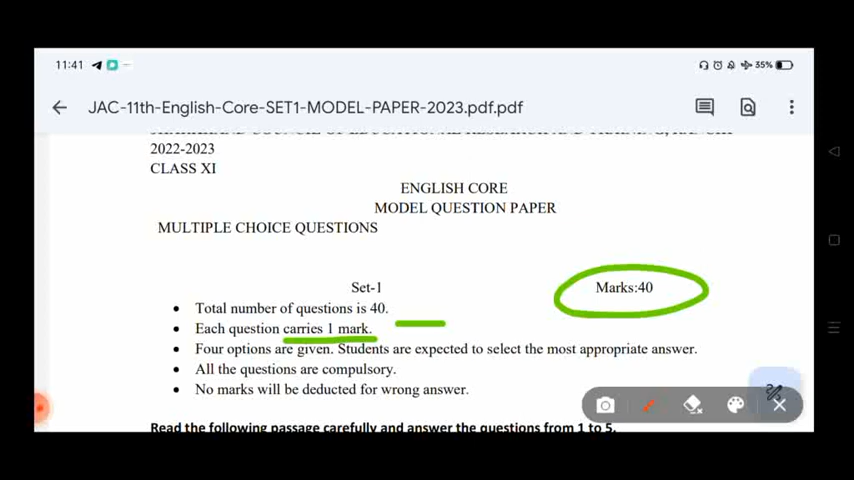 11:41
35%
JAC-11th-English-Core-SET1-MODEL-PAPER-2023.pdf.pdf
2022-2023
CLASS XI
ENGLISH CORE
MODEL QUESTION PAPER
MULTIPLE CHOICE QUESTIONS
Set-1 Marks:40
• Total number of questions is 40.
• Each question carries 1 mark.
• Four options are given. Students are expected to select the most appropriate answer.
• All the questions are compulsory.
• No marks will be deducted for wrong answer.
Read the following passage carefully and answer the questions from 1 to 5.